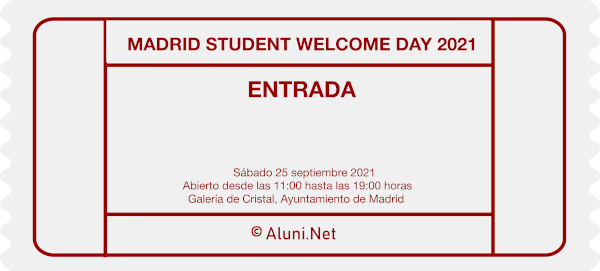 MADRID STUDENT WELCOME DAY 2021
ENTRADA
Sábado 25 septiembre 2021
Abierto desde las 11:00 hasta las 19:00 horas
Galería de Cristal, Ayuntamiento de Madrid
© Aluni.Net